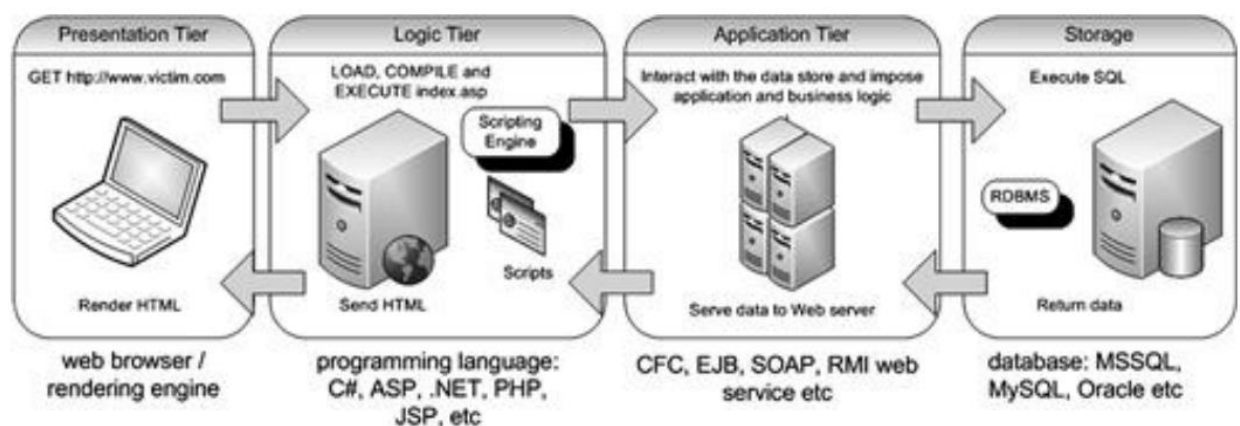 Presentation Tier
GET http://www.victim.com
Render HTML
web browser /
rendering engine
Logic Tier
LOAD, COMPILE and
EXECUTE index.asp
Scripting
Engine
Scripts
Send HTML
programming language:
C#, ASP, .NET, PHP,
JSP, etc
Application Tier
Interact with the data store and impose
application and business logic
Serve data to Web server
CFC, EJB, SOAP, RMI web
service etc
Storage
Execute SQL
RDBMS
Return data
database: MSSQL,
MySQL, Oracle etc